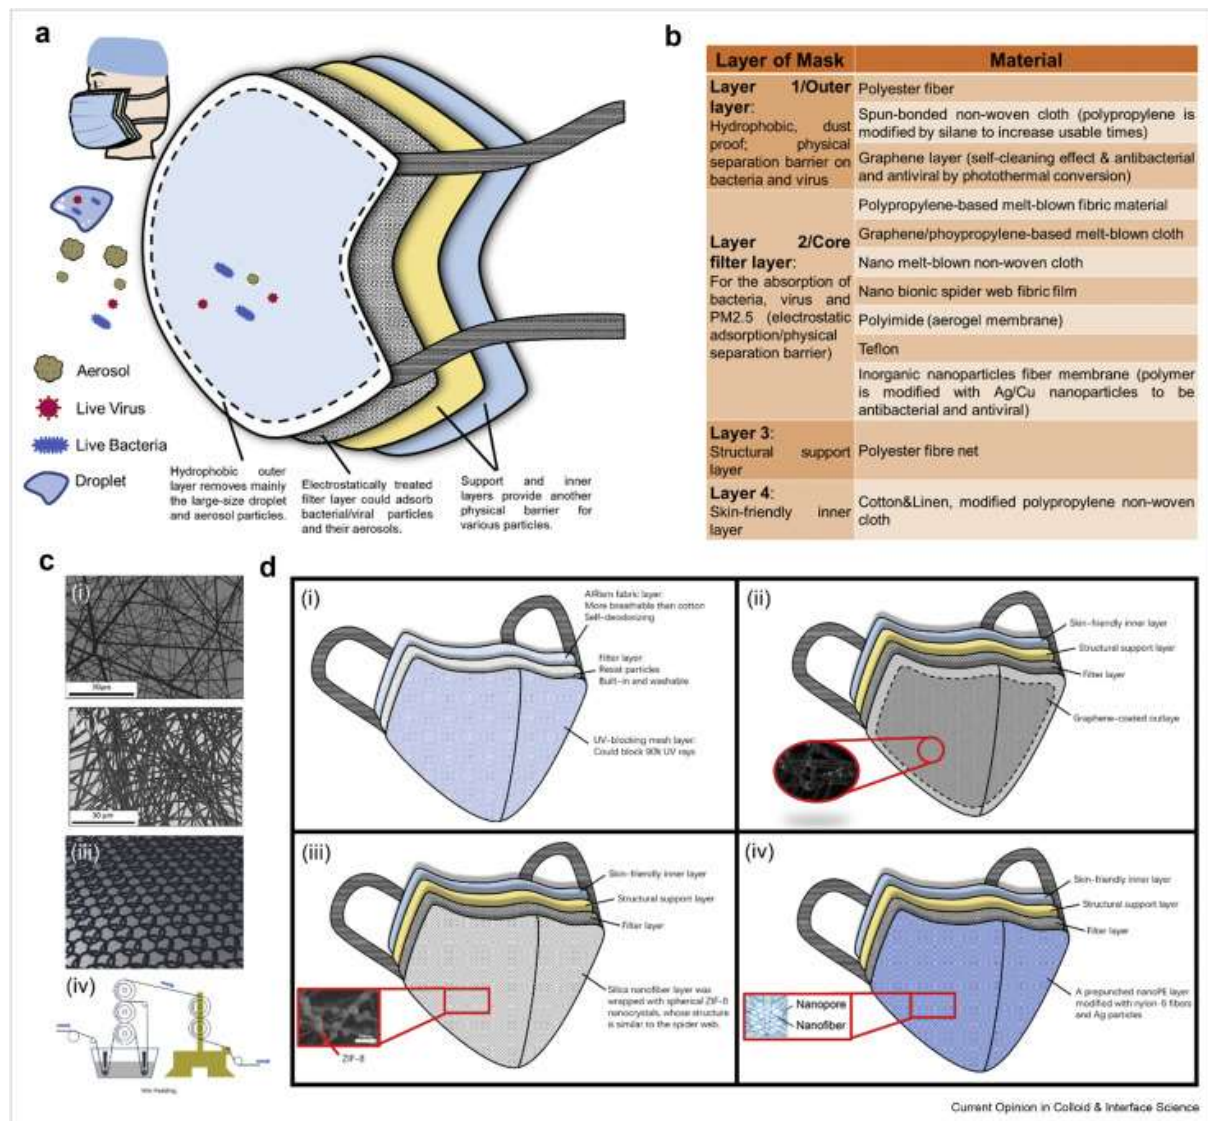 a
Aerosol
Live Virus
Live Bacteria
Droplet
Hydrophobic outer
layer removes mainly
the large-size droplet
and aerosol particles.
Electrostatically treated
filter layer could adsorb
bacterial/viral particles
and their aerosols.
Support and inner
layers provide another
physical barrier for
various particles.
b
Layer of Mask
Material
Layer 1/Outer
layer:
Hydrophobic, dust
proof; physical
separation barrier on
bacteria and virus
Polyester fiber
Spun-bonded non-woven cloth (polypropylene is
modified by silane to increase usable times)
Graphene layer (self-cleaning effect & antibacterial
and antiviral by photothermal conversion)
Layer 2/Core
filter layer:
For the absorption of
bacteria, virus and
PM2.5 (electrostatic
adsorption/physical
separation barrier)
Polypropylene-based melt-blown fibric material
Graphene/phoypropylene-based melt-blown cloth
Nano melt-blown non-woven cloth
Nano bionic spider web fibric film
Polyimide (aerogel membrane)
Teflon
Inorganic nanoparticles fiber membrane (polymer
is modified with Ag/Cu nanoparticles to be
antibacterial and antiviral)
Layer 3:
Structural support
layer
Polyester fibre net
Layer 4:
Skin-friendly inner
layer
Cotton&Linen, modified polypropylene non-woven
cloth
c
(i)
30 μm
(iii)
(iv)
d
(i)
AIRism fabric layer:
More breathable than cotton
Self-deodorizing
Filter layer
Resist particles
Built-in and washable
UV-blocking mesh layer:
Could block 90% UV rays
(ii)
Skin-friendly inner layer
Structural support layer
Filter layer
Graphene-coated outlaye
(iii)
Skin-friendly inner layer
Structural support layer
Filter layer
Silica nanofiber layer was
wrapped with spherical ZIF-8
nanocrystals, whose structure
is similar to the spider web.
ZIF-8
(iv)
Skin-friendly inner layer
Structural support layer
Filter layer
A prepunched nanoPE layer
modified with nylon-6 fibers
and Ag particles
Nanopore
Nanofiber
Current Opinion in Colloid & Interface Science